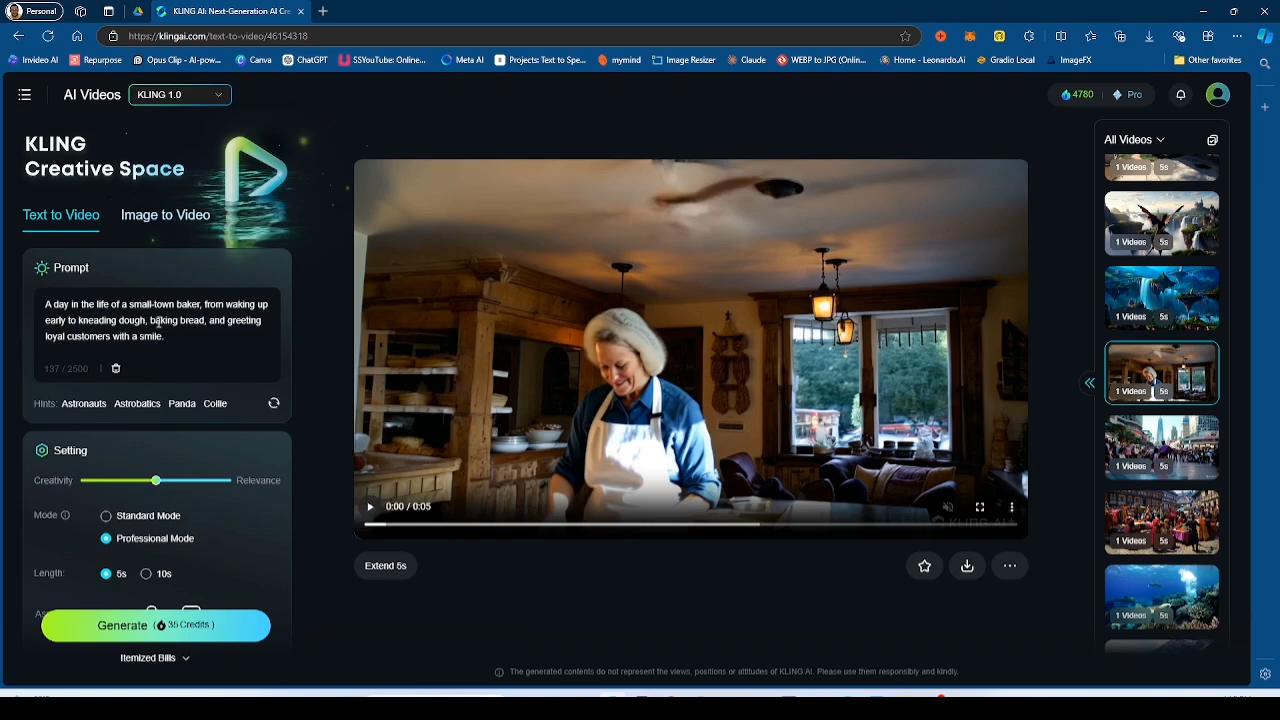 Personal
KLING AI: Next-Generation AI Cr
https://klingai.com/text-to-video/46154318
Invideo AI
Repurpose
Opus Clip - AI-pow...
Canva
ChatGPT
SSYouTube: Online...
Meta AI
Projects: Text to Spe...
mymind
Image Resizer
Claude
WEBP to JPG (Onlin...
Home - Leonardo.Ai
Gradio Local
ImageFX
Other favorites
AI Videos
KLING 1.0
4780
Pro
KLING
Creative Space
Text to Video
Image to Video
Prompt
A day in the life of a small-town baker, from waking up
early to kneading dough, baking bread, and greeting
loyal customers with a smile.
137 / 2500
Hints:
Astronauts
Astrobatics
Panda
Collie
Setting
Creativity
Relevance
Mode
Standard Mode
Professional Mode
Length:
5s
10s
Generate
( 35 Credits )
Itemized Bills
0:00 / 0:05
KLING AI
Extend 5s
All Videos
1 Videos 5s
1 Videos 5s
1 Videos 5s
1 Videos 5s
1 Videos 5s
1 Videos 5s
1 Videos 5s
The generated contents do not represent the views, positions or attitudes of KLING AI. Please use them responsibly and kindly.